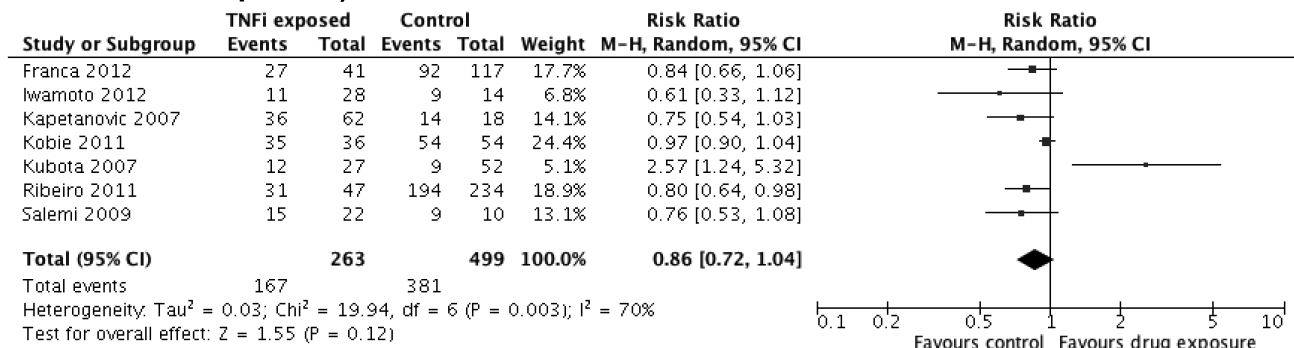 TNFi exposed Control Risk Ratio Risk Ratio
Study or Subgroup Events Total Events Total Weight M-H, Random, 95% CI M-H, Random, 95% CI
Franca 2012 27 41 92 117 17.7% 0.84 [0.66, 1.06]
Iwamoto 2012 11 28 9 14 6.8% 0.61 [0.33, 1.12]
Kapetanovic 2007 36 62 14 18 14.1% 0.75 [0.54, 1.03]
Kobie 2011 35 36 54 54 24.4% 0.97 [0.90, 1.04]
Kubota 2007 12 27 9 52 5.1% 2.57 [1.24, 5.32]
Ribeiro 2011 31 47 194 234 18.9% 0.80 [0.64, 0.98]
Salemi 2009 15 22 9 10 13.1% 0.76 [0.53, 1.08]
Total (95% CI) 263 499 100.0% 0.86 [0.72, 1.04]
Total events 167 381
Heterogeneity: Tau² = 0.03; Chi² = 19.94, df = 6 (P = 0.003); I² = 70%
Test for overall effect: Z = 1.55 (P = 0.12)
0.1 0.2 0.5 1 2 5 10
Favours control Favours drug exposure